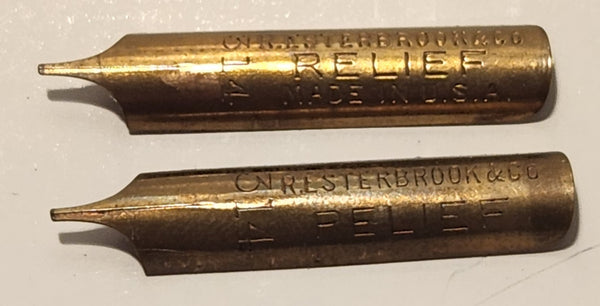 314
R.ESTERBROOK&Co
RELIEF
MADE IN U.S.A.
314
R.ESTERBROOK&Co
RELIEF